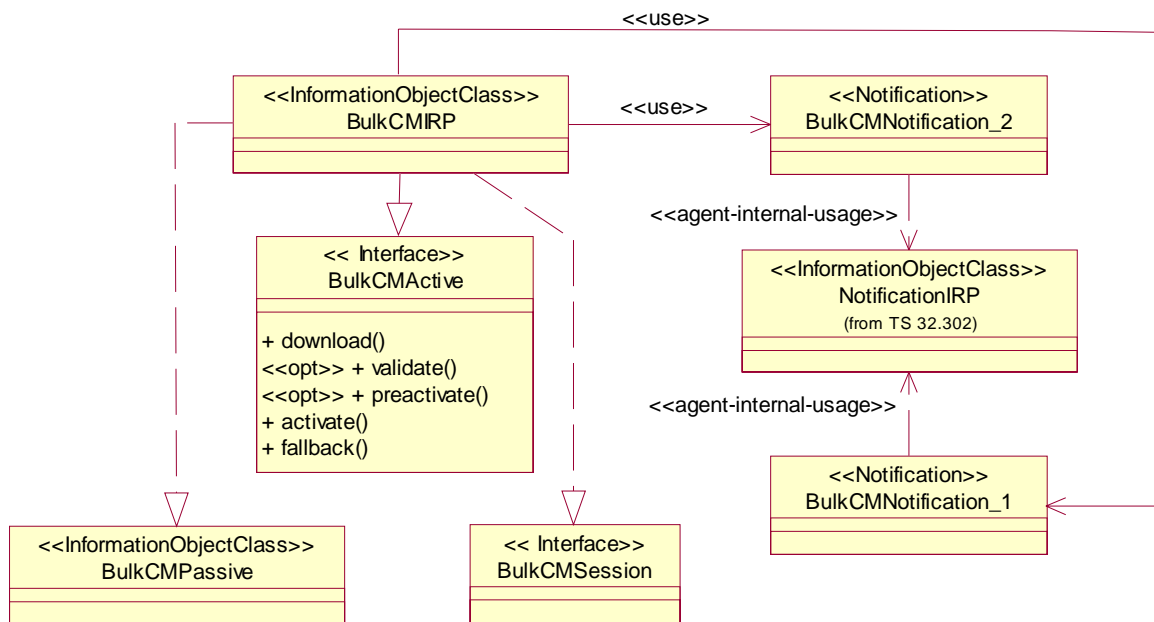 <<use>>
<<InformationObjectClass>>
BulkCMIRP
<<use>>
<<Notification>>
BulkCMNotification_2
<<agent-internal-usage>>
<< Interface>>
BulkCMActive
+ download()
<<opt>> + validate()
<<opt>> + preactivate()
+ activate()
+ fallback()
<<InformationObjectClass>>
NotificationIRP
(from TS 32.302)
<<agent-internal-usage>>
<<Notification>>
BulkCMNotification_1
<<InformationObjectClass>>
BulkCMPassive
<< Interface>>
BulkCMSession